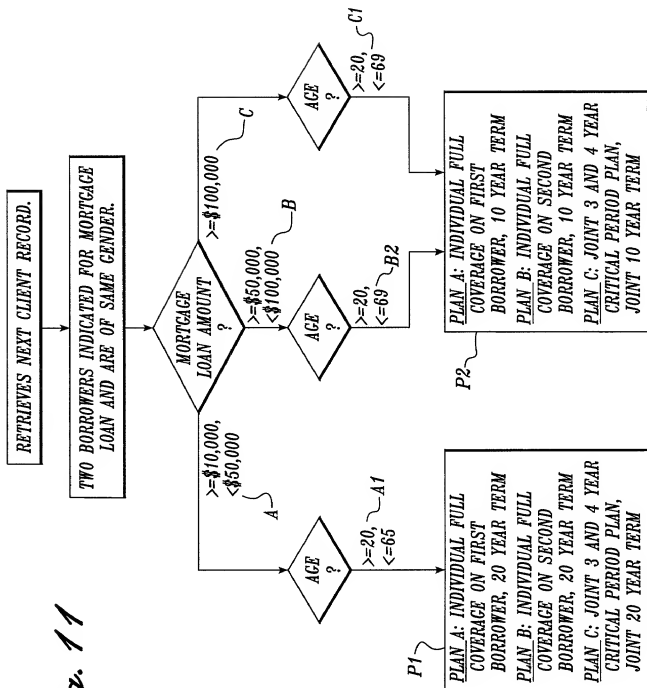 RETRIEVES NEXT CLIENT RECORD.
TWO BORROWERS INDICATED FOR MORTGAGE
LOAN AND ARE OF SAME GENDER.
MORTGAGE
LOAN AMOUNT
?
>=$10,000,
<$50,000
A
>=$50,000,
<$100,000
B
>=$100,000
C
AGE
?
>=20,
<=65
A1
AGE
?
>=20,
<=69
B2
AGE
?
>=20,
<=69
C1
P1
PLAN A: INDIVIDUAL FULL
COVERAGE ON FIRST
BORROWER, 20 YEAR TERM
PLAN B: INDIVIDUAL FULL
COVERAGE ON SECOND
BORROWER, 20 YEAR TERM
PLAN C: JOINT 3 AND 4 YEAR
CRITICAL PERIOD PLAN,
JOINT 20 YEAR TERM
P2
PLAN A: INDIVIDUAL FULL
COVERAGE ON FIRST
BORROWER, 10 YEAR TERM
PLAN B: INDIVIDUAL FULL
COVERAGE ON SECOND
BORROWER, 10 YEAR TERM
PLAN C: JOINT 3 AND 4 YEAR
CRITICAL PERIOD PLAN,
JOINT 10 YEAR TERM
11